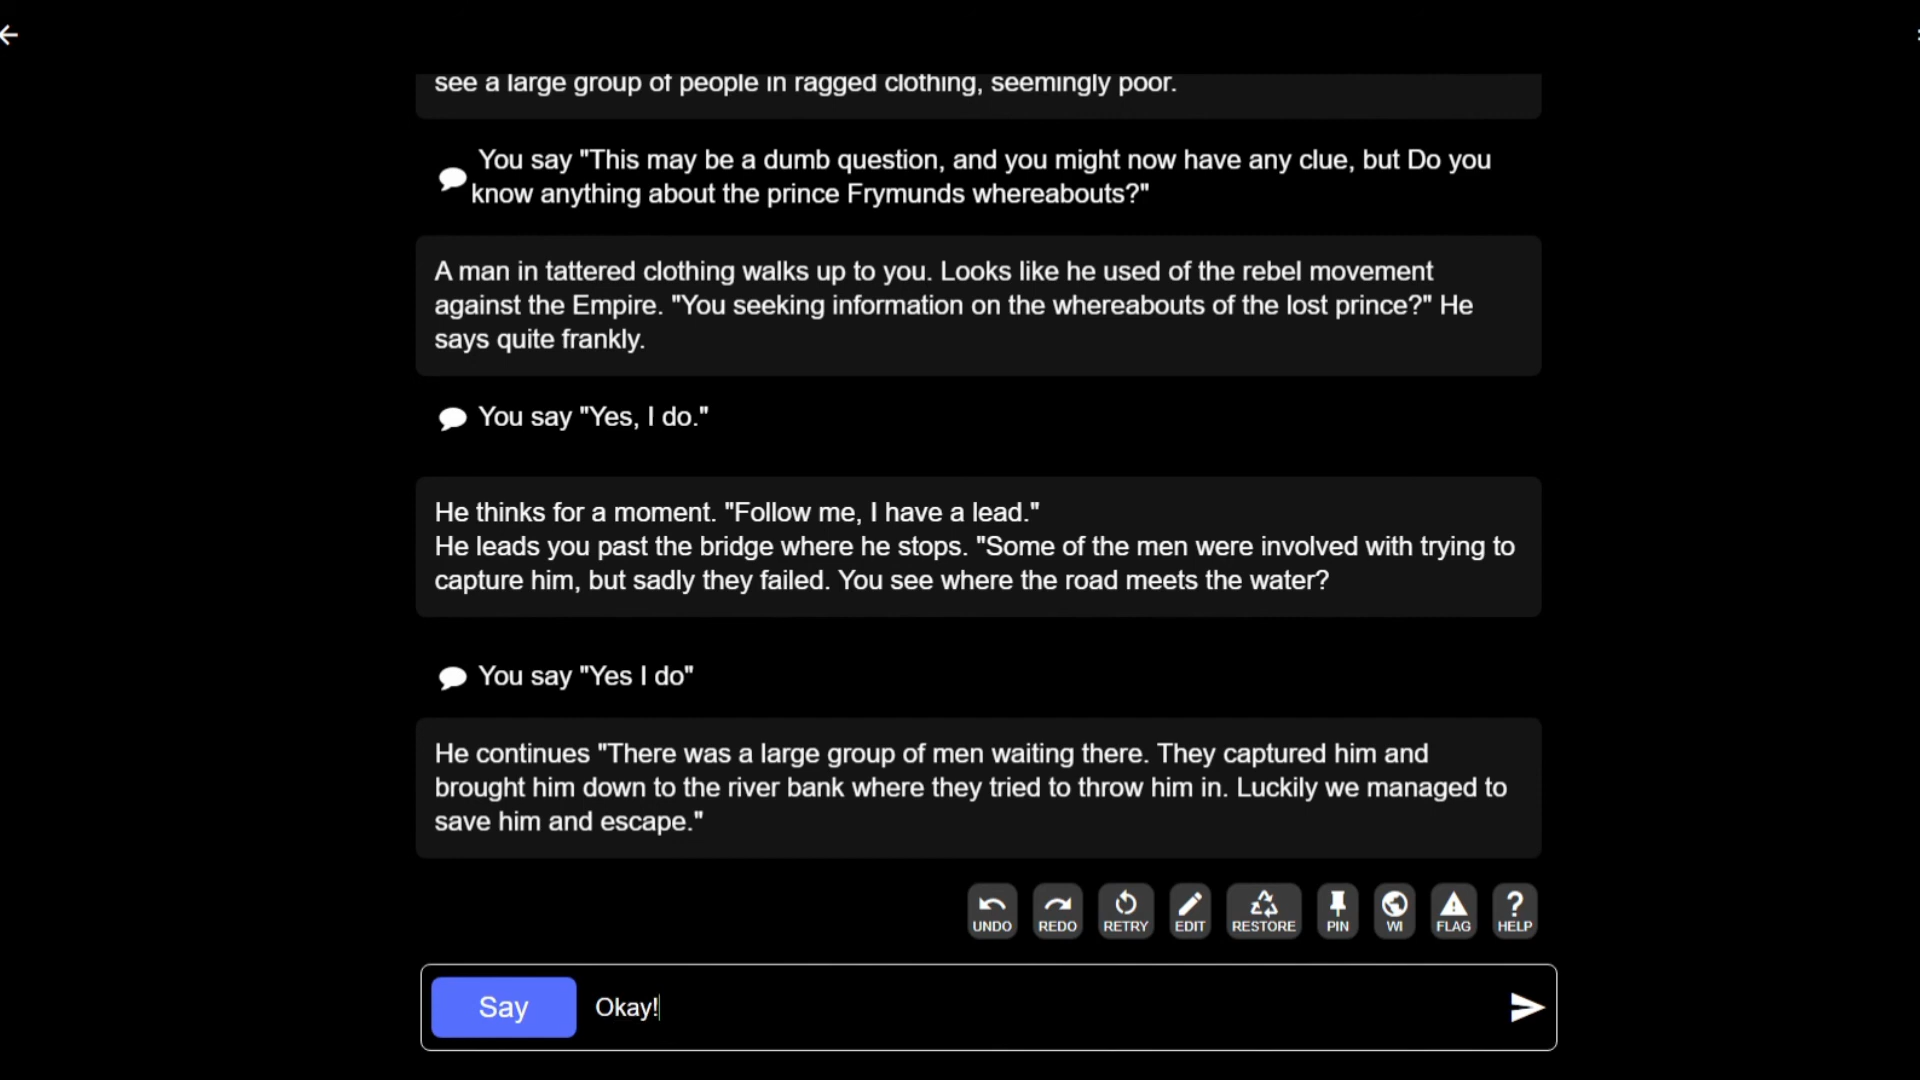 see a large group of people in ragged clothing, seemingly poor.
You say "This may be a dumb question, and you might now have any clue, but Do you
know anything about the prince Frymunds whereabouts?"
A man in tattered clothing walks up to you. Looks like he used of the rebel movement
against the Empire. "You seeking information on the whereabouts of the lost prince?" He
says quite frankly.
You say "Yes, I do."
He thinks for a moment. "Follow me, I have a lead."
He leads you past the bridge where he stops. "Some of the men were involved with trying to
capture him, but sadly they failed. You see where the road meets the water?
You say "Yes I do"
He continues "There was a large group of men waiting there. They captured him and
brought him down to the river bank where they tried to throw him in. Luckily we managed to
save him and escape."
UNDO REDO RETRY EDIT RESTORE PIN WI FLAG HELP
Say Okay!